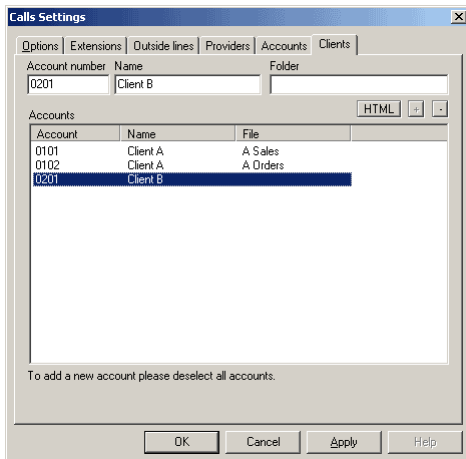 Calls Settings
Options Extensions Outside lines Providers Accounts Clients
Account number Name Folder
0201 Client B
Accounts HTML + -
Account Name File
0101 Client A A Sales
0102 Client A A Orders
0201 Client B
To add a new account please deselect all accounts.
OK Cancel Apply Help